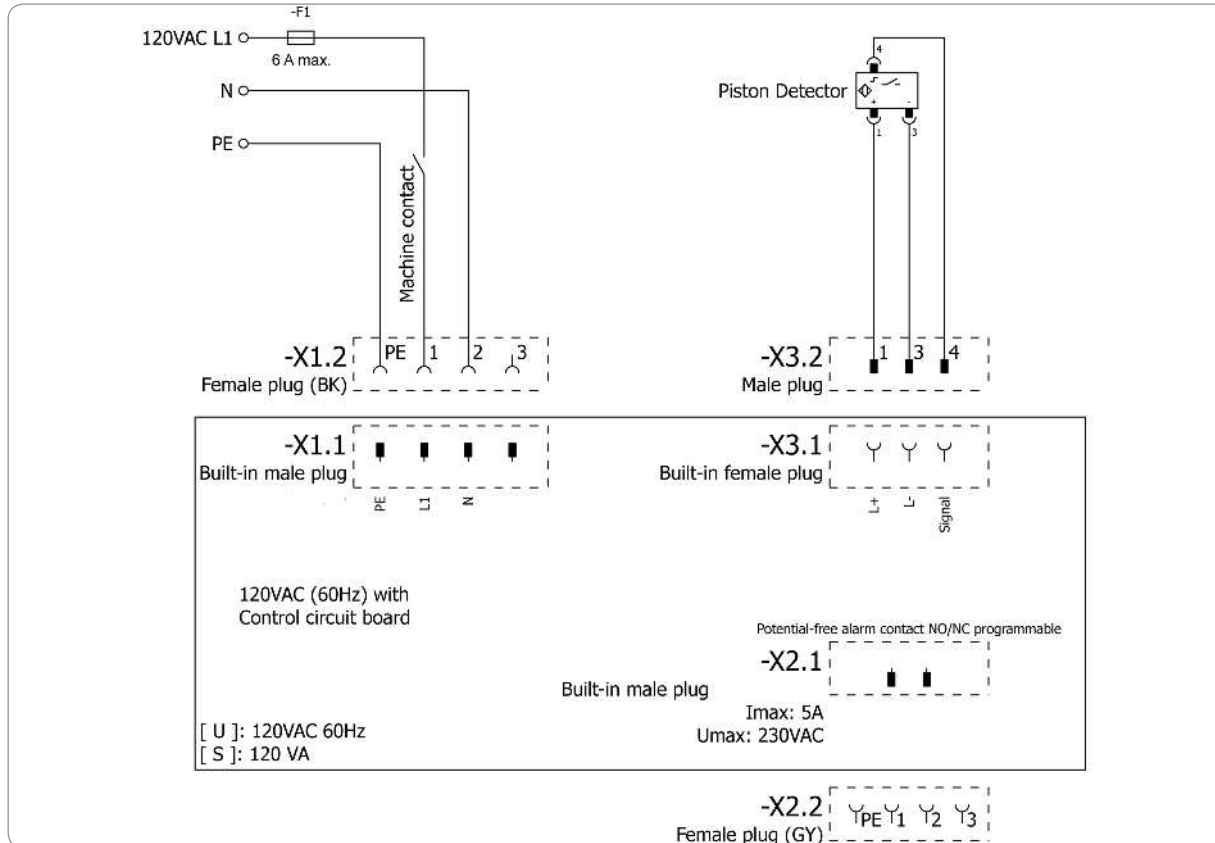 -F1
120VAC L1
6 A max.
N
PE
Machine contact
4
Piston Detector
+ -
1 3
-X1.2 PE 1 2 3
Female plug (BK)
-X3.2 1 3 4
Male plug
-X1.1
Built-in male plug
PE L1 N
-X3.1
Built-in female plug
L+ L- Signal
120VAC (60Hz) with
Control circuit board
Potential-free alarm contact NO/NC programmable
-X2.1
Built-in male plug
Imax: 5A
Umax: 230VAC
[ U ]: 120VAC 60Hz
[ S ]: 120 VA
-X2.2 PE 1 2 3
Female plug (GY)